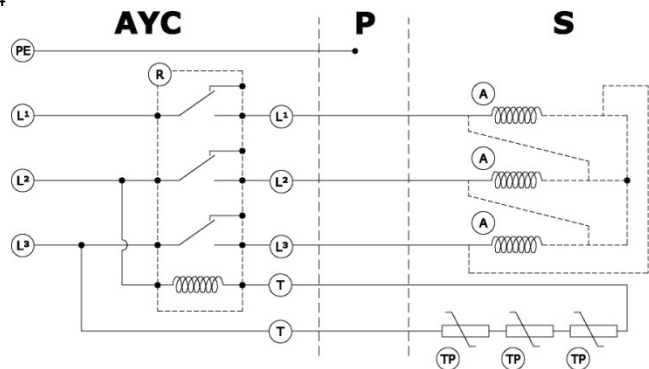 AYC P S
PE
R
L¹ L¹ A
L² L² A
L³ L³ A
T
T
TP TP TP